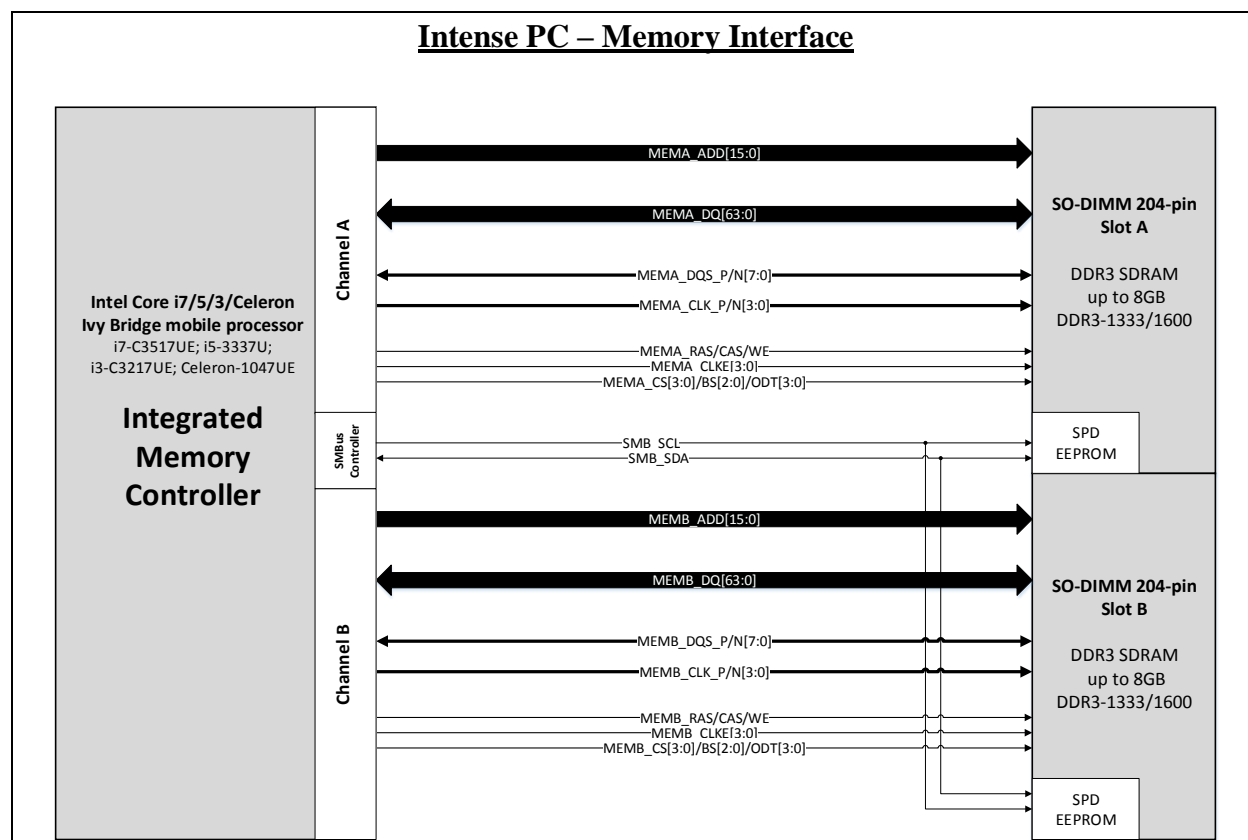 Intense PC – Memory Interface
Intel Core i7/5/3/Celeron
Ivy Bridge mobile processor
i7-C3517UE; i5-3337U;
i3-C3217UE; Celeron-1047UE
Integrated
Memory
Controller
Channel A
SMBus
Controller
Channel B
MEMA_ADD[15:0]
MEMA_DQ[63:0]
MEMA_DQS_P/N[7:0]
MEMA_CLK_P/N[3:0]
MEMA_RAS/CAS/WE
MEMA_CLKE[3:0]
MEMA_CS[3:0]/BS[2:0]/ODT[3:0]
SMB_SCL
SMB_SDA
MEMB_ADD[15:0]
MEMB_DQ[63:0]
MEMB_DQS_P/N[7:0]
MEMB_CLK_P/N[3:0]
MEMB_RAS/CAS/WE
MEMB_CLKE[3:0]
MEMB_CS[3:0]/BS[2:0]/ODT[3:0]
SO-DIMM 204-pin
Slot A
DDR3 SDRAM
up to 8GB
DDR3-1333/1600
SPD
EEPROM
SO-DIMM 204-pin
Slot B
DDR3 SDRAM
up to 8GB
DDR3-1333/1600
SPD
EEPROM